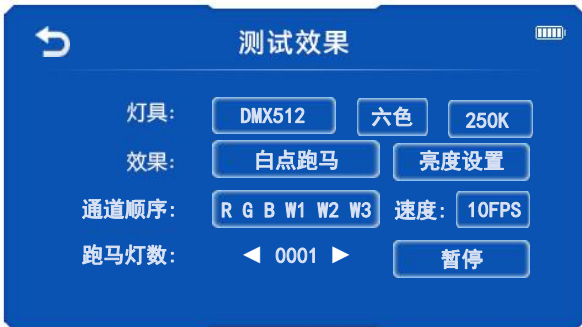 测试效果
灯具: DMX512 六色 250K
效果: 白点跑马 亮度设置
通道顺序: R G B W1 W2 W3 速度: 10FPS
跑马灯数: ◀ 0001 ▶ 暂停